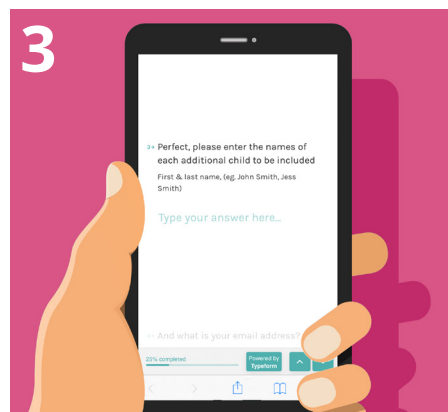 3
3→ Perfect, please enter the names of
each additional child to be included
First & last name, (eg. John Smith, Jess
Smith)
Type your answer here...
And what is your email address?
23% completed
Powered by
Typeform